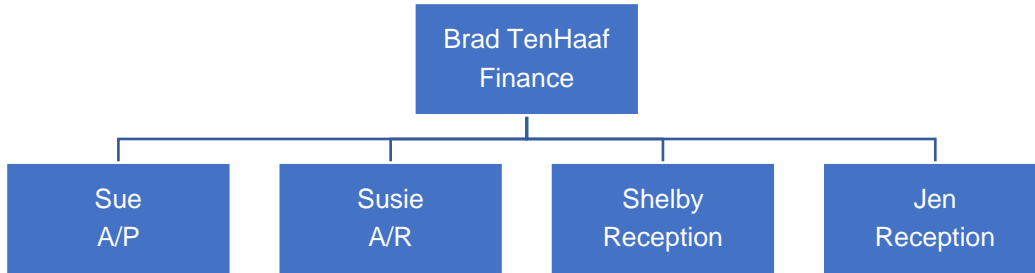 Brad TenHaaf
Finance
Sue
A/P
Susie
A/R
Shelby
Reception
Jen
Reception